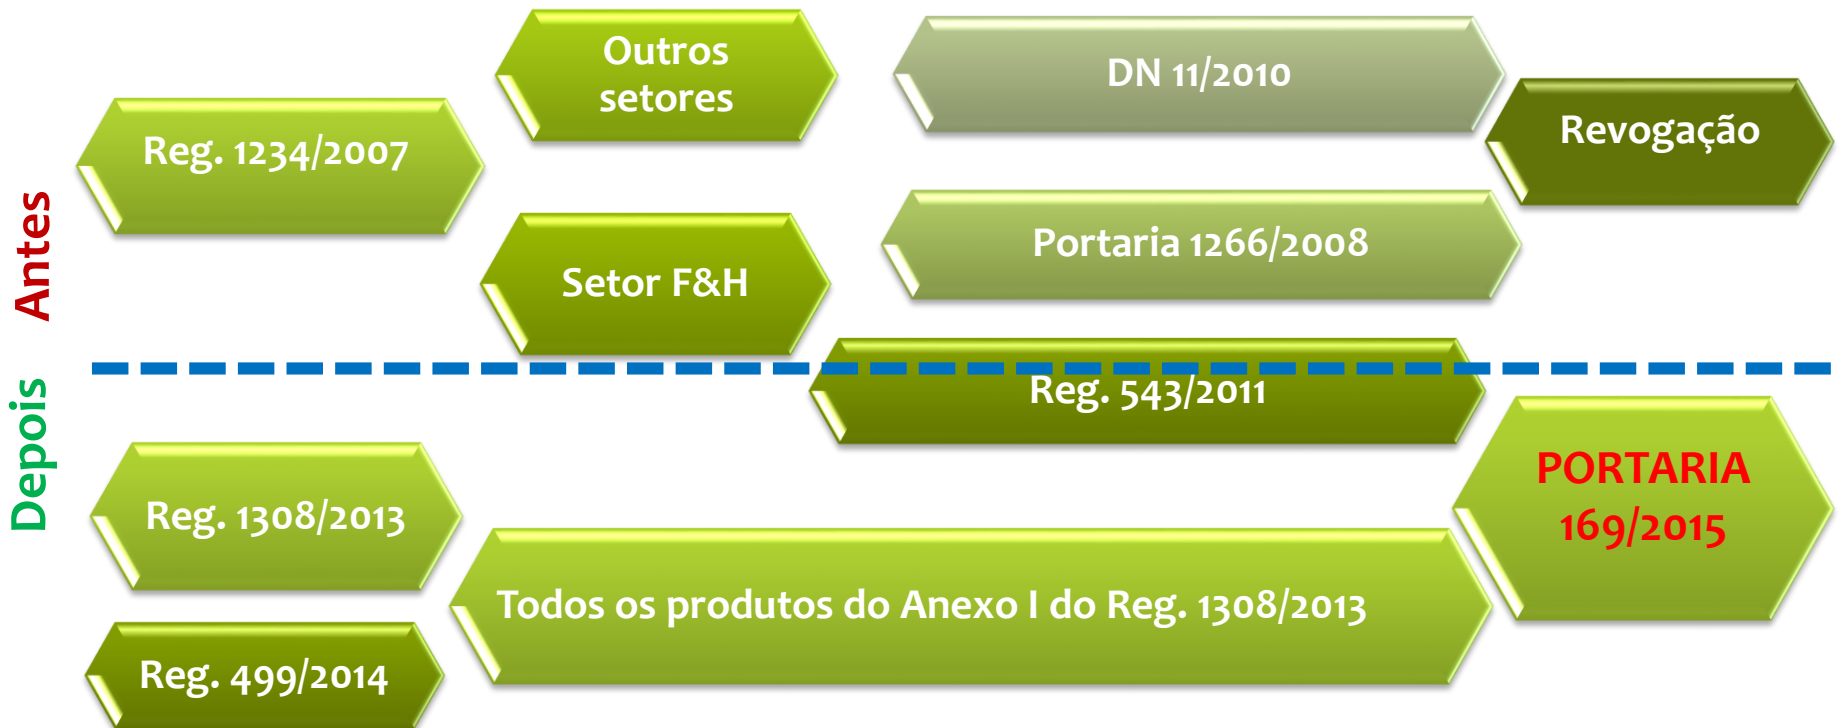 Antes
Reg. 1234/2007
Outros
setores
Setor F&H
DN 11/2010
Portaria 1266/2008
Revogação
Reg. 543/2011
Depois
Reg. 1308/2013
Reg. 499/2014
Todos os produtos do Anexo I do Reg. 1308/2013
PORTARIA
169/2015